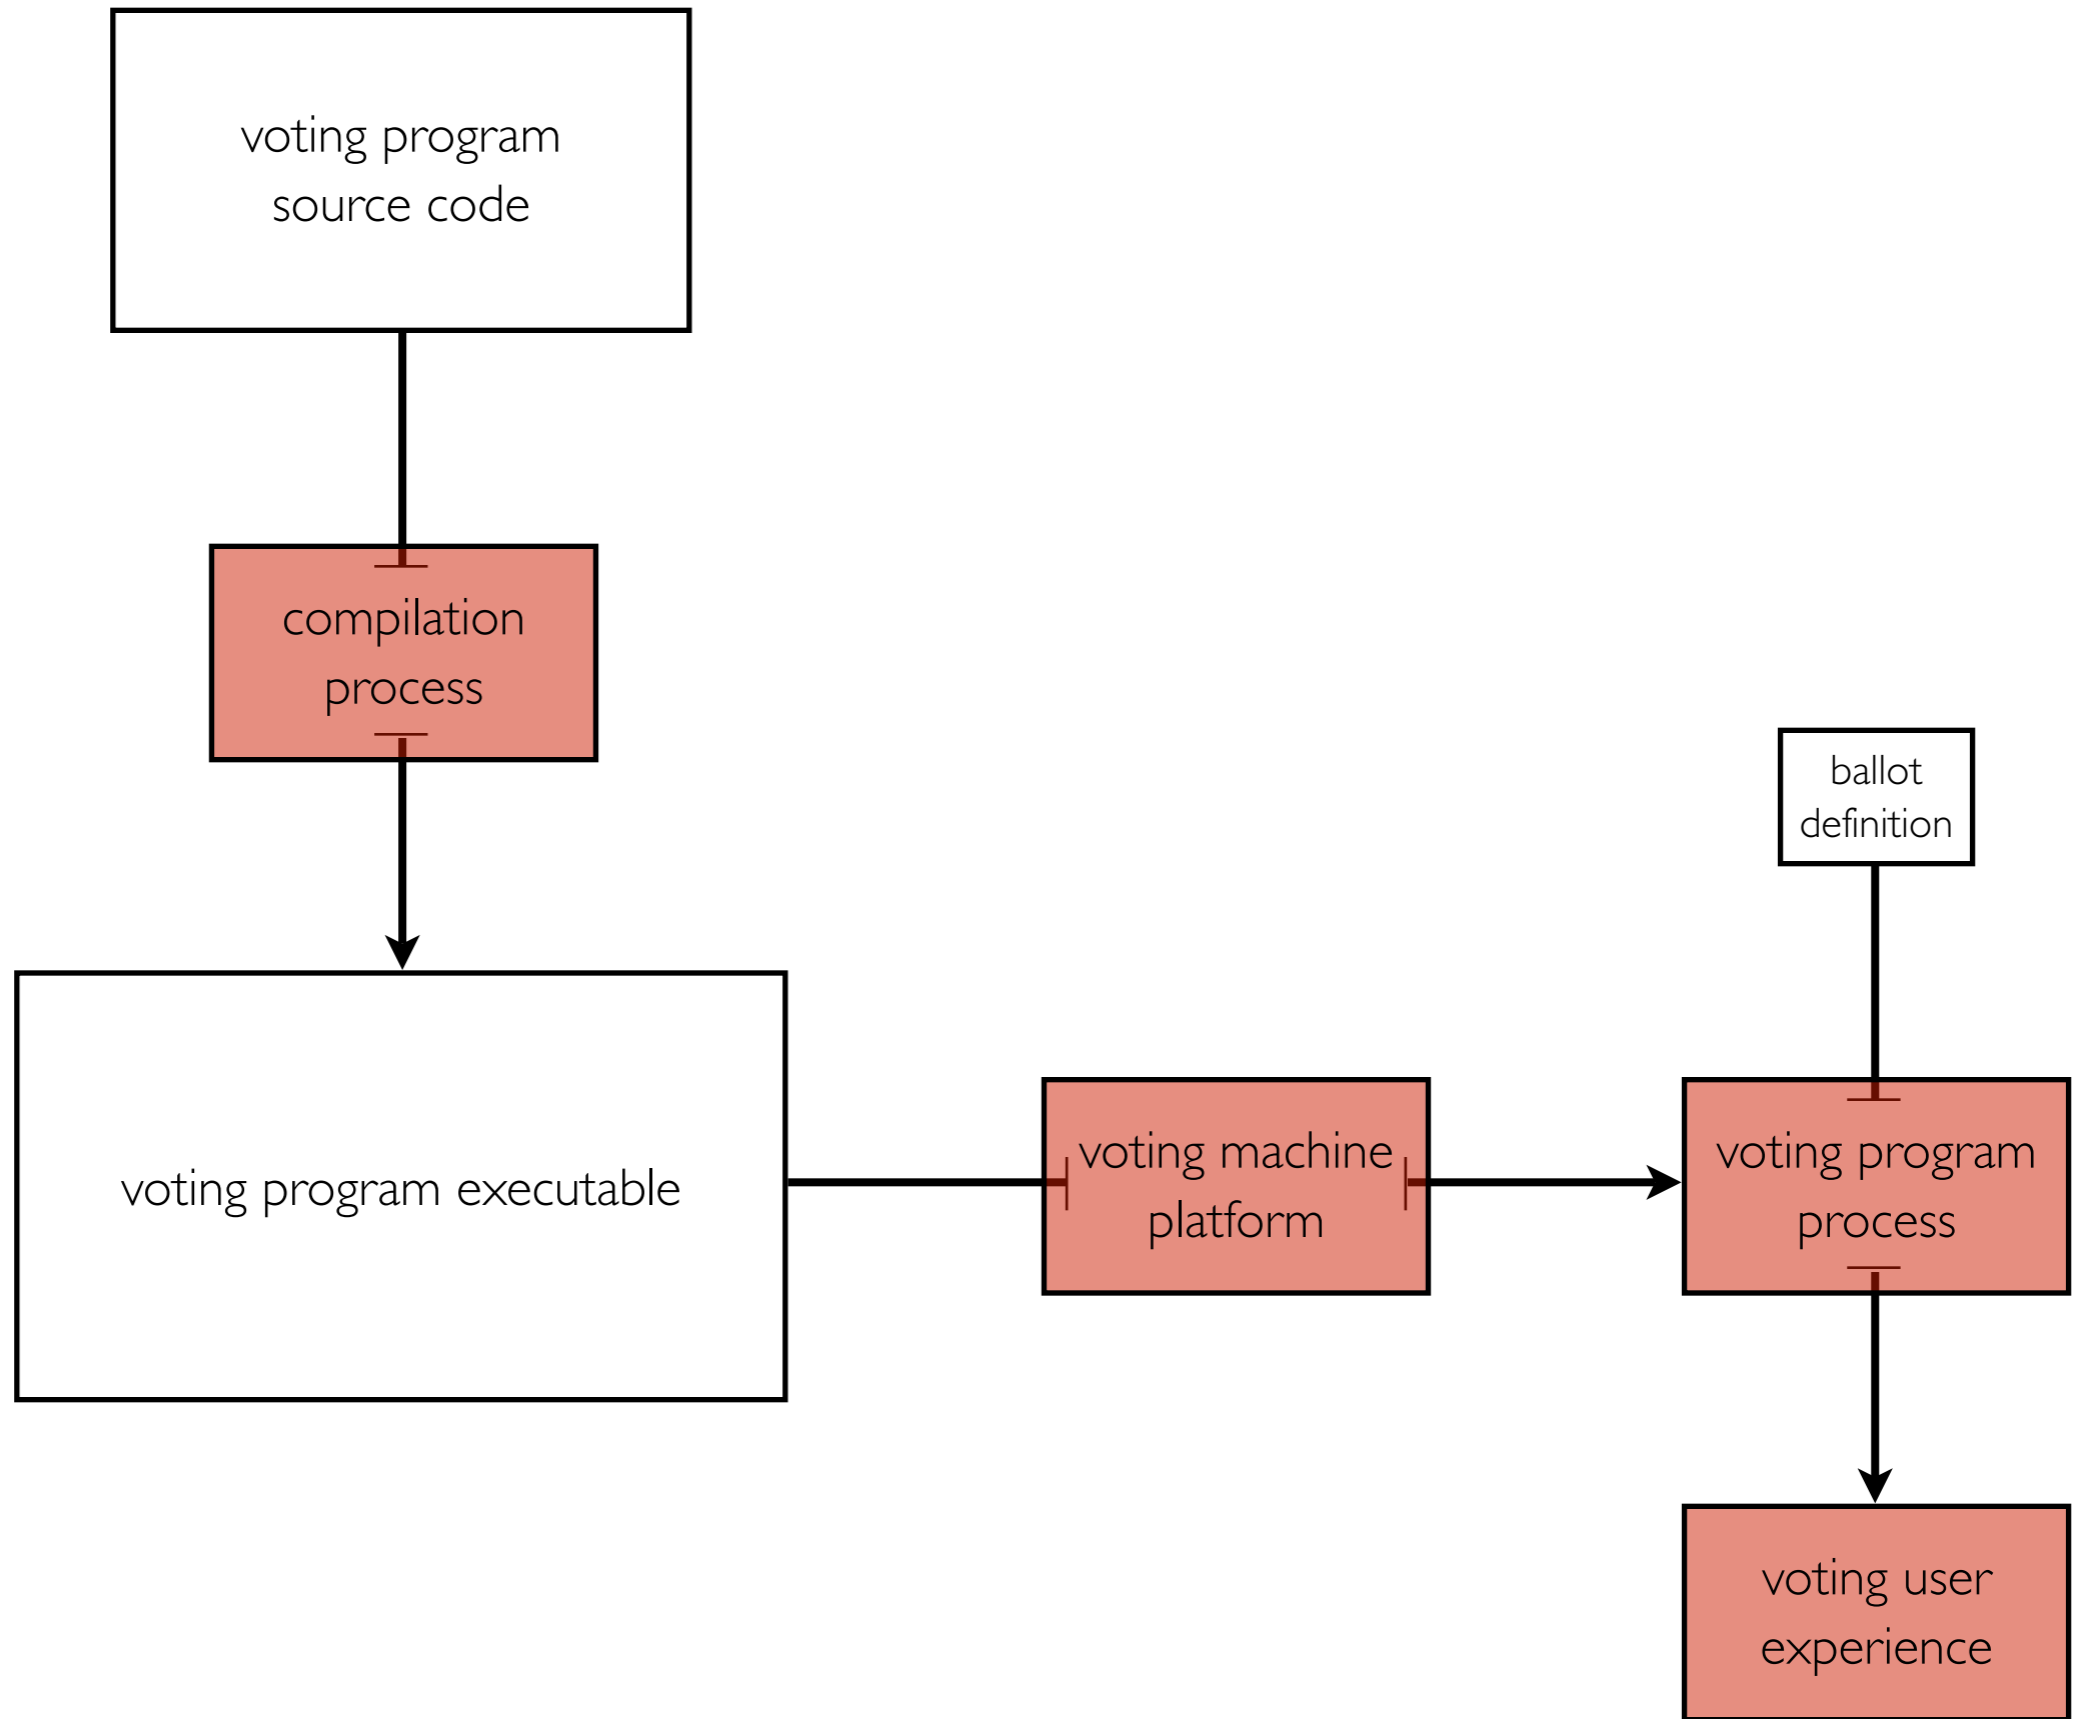 voting program
source code
compilation
process
ballot
definition
voting program executable
voting machine
platform
voting program
process
voting user
experience